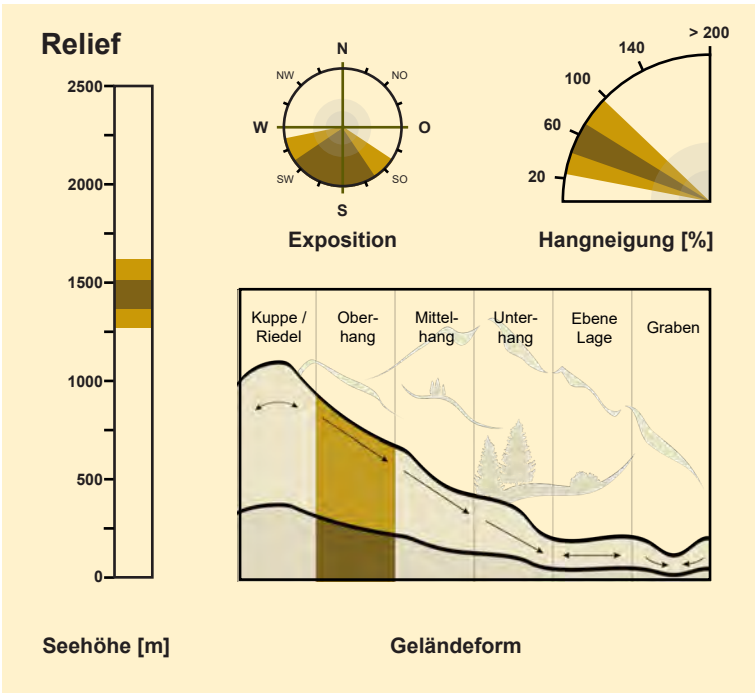 Relief
2500
2000
1500
1000
500
0
Seehöhe [m]
N
NW
NO
W
O
SW
SO
S
Exposition
> 200
140
100
60
20
Hangneigung [%]
Kuppe /
Riedel
Ober-
hang
Mittel-
hang
Unter-
hang
Ebene
Lage
Graben
Geländeform